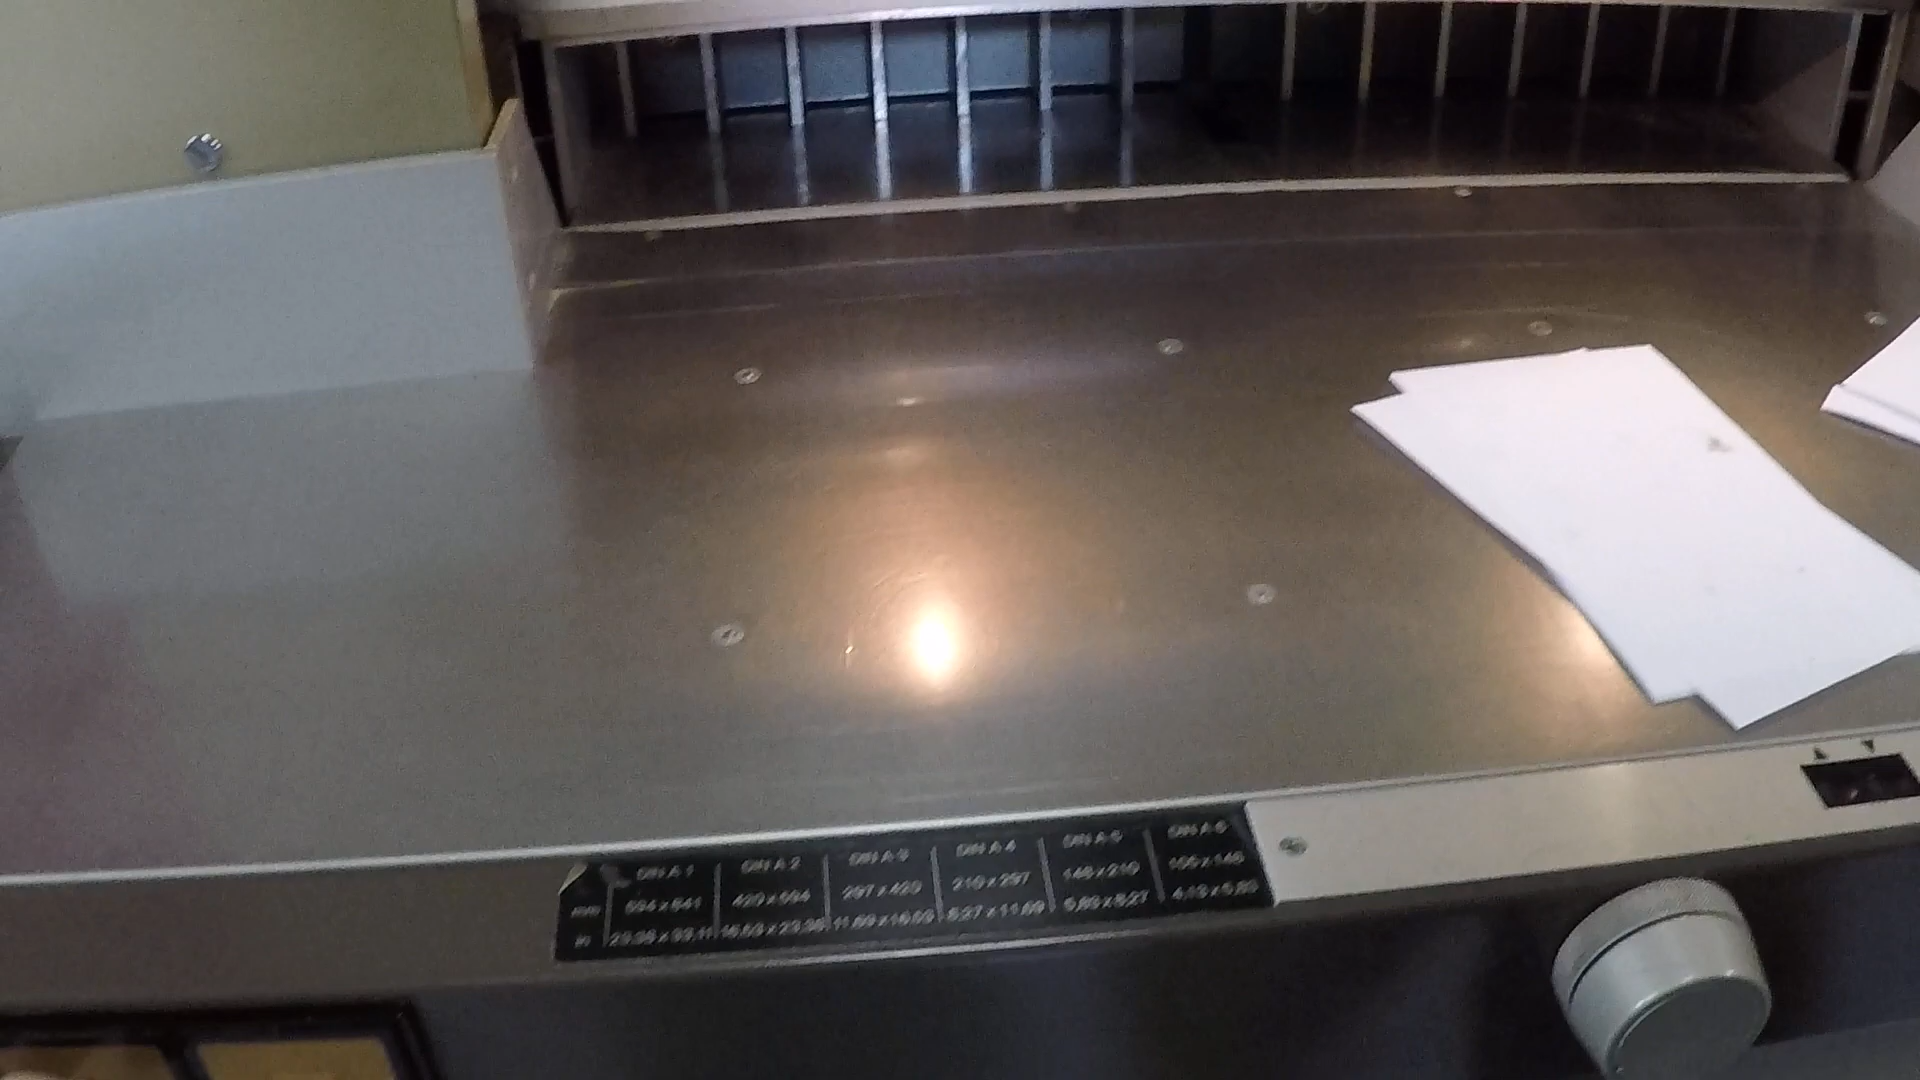 DIN A 1 DIN A 2 DIN A 3 DIN A 4 DIN A 5 DIN A 6
mm 594 x 841 420 x 594 297 x 420 210 x 297 148 x 210 105 x 148
in 23,39 x 33,11 16,53 x 23,39 11,69 x 16,53 8,27 x 11,69 5,83 x 8,27 4,13 x 5,83